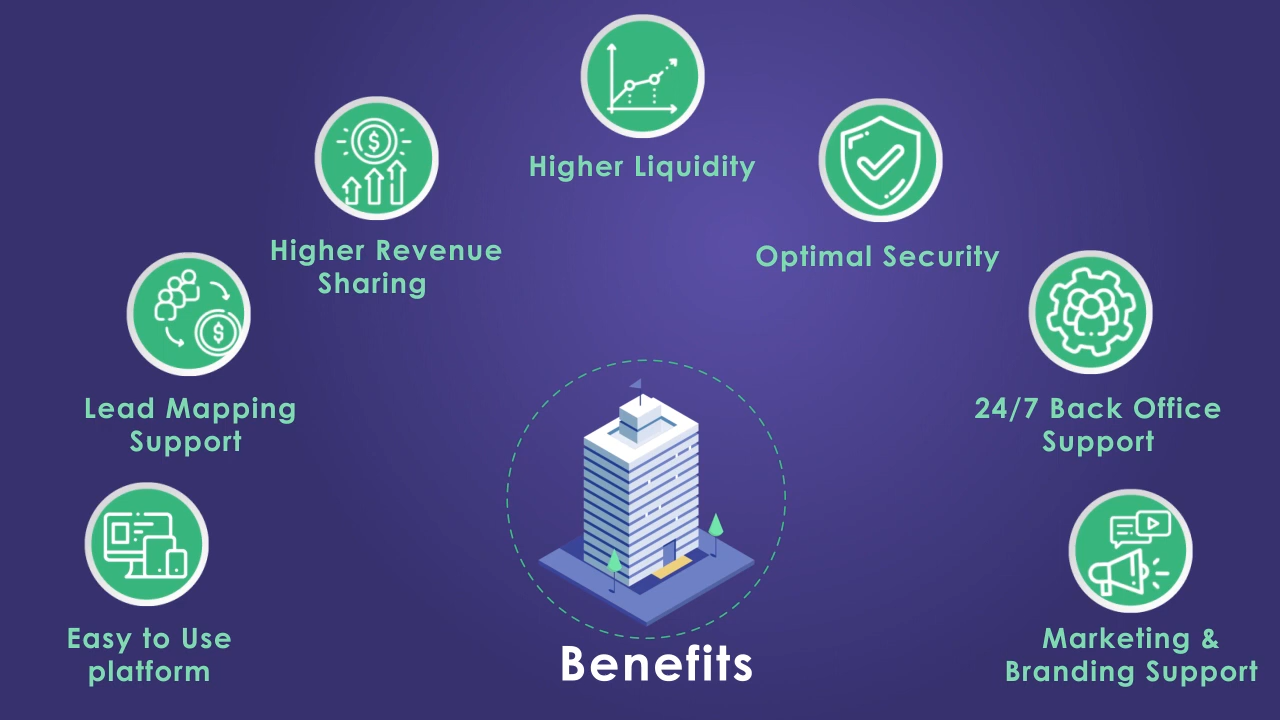 Higher Liquidity
Higher Revenue
Sharing
Optimal Security
Lead Mapping
Support
24/7 Back Office
Support
Easy to Use
platform
Marketing &
Branding Support
Benefits
$
$